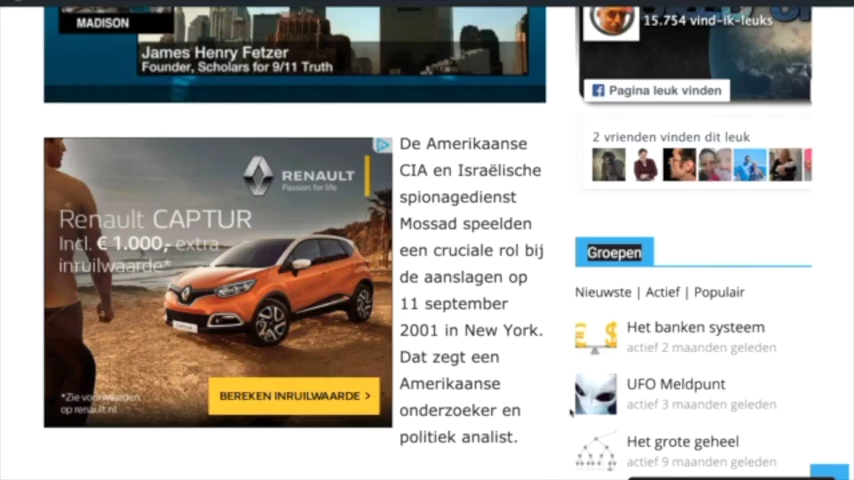 MADISON
James Henry Fetzer
Founder, Scholars for 9/11 Truth
15.754 vind-ik-leuks
Pagina leuk vinden
2 vrienden vinden dit leuk
RENAULT
Passion for life
Renault CAPTUR
Incl. € 1.000,- extra
inruilwaarde*
*Zie voorwaarden
op renault.nl
BEREKEN INRUILWAARDE >
De Amerikaanse
CIA en Israëlische
spionagedienst
Mossad speelden
een cruciale rol bij
de aanslagen op
11 september
2001 in New York.
Dat zegt een
Amerikaanse
onderzoeker en
politiek analist.
Groepen
Nieuwste | Actief | Populair
Het banken systeem
actief 2 maanden geleden
UFO Meldpunt
actief 3 maanden geleden
Het grote geheel
actief 9 maanden geleden